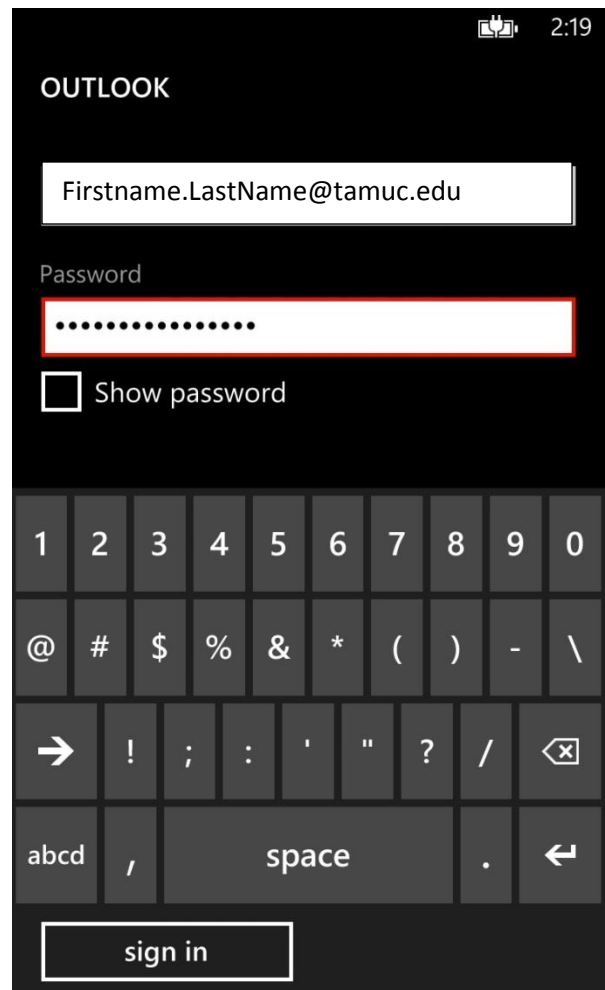 2:19
OUTLOOK
Firstname.LastName@tamuc.edu
Password
••••••••••••••••
Show password
1 2 3 4 5 6 7 8 9 0
@ # $ % & * ( ) - \
→ ! ; : ' " ? /
abcd , space .
sign in